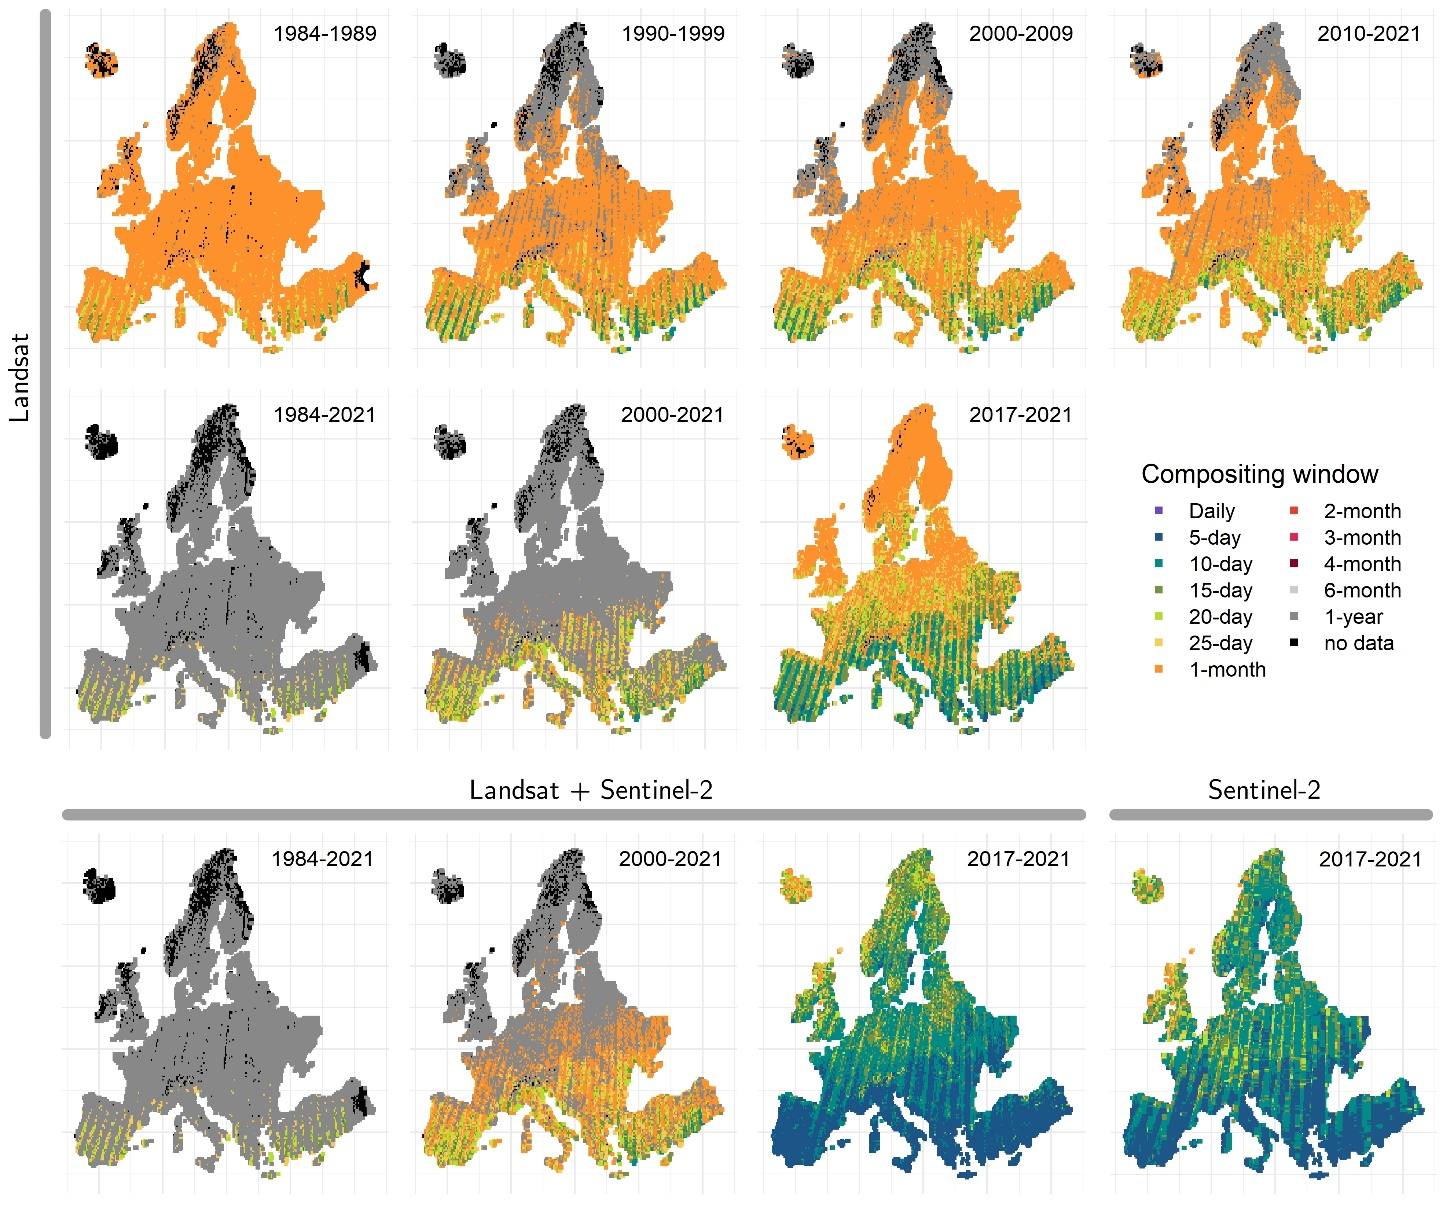 Landsat
1984-1989
1990-1999
2000-2009
2010-2021
1984-2021
2000-2021
2017-2021
Compositing window
Daily
5-day
10-day
15-day
20-day
25-day
1-month
2-month
3-month
4-month
6-month
1-year
no data
Landsat + Sentinel-2
Sentinel-2
1984-2021
2000-2021
2017-2021
2017-2021